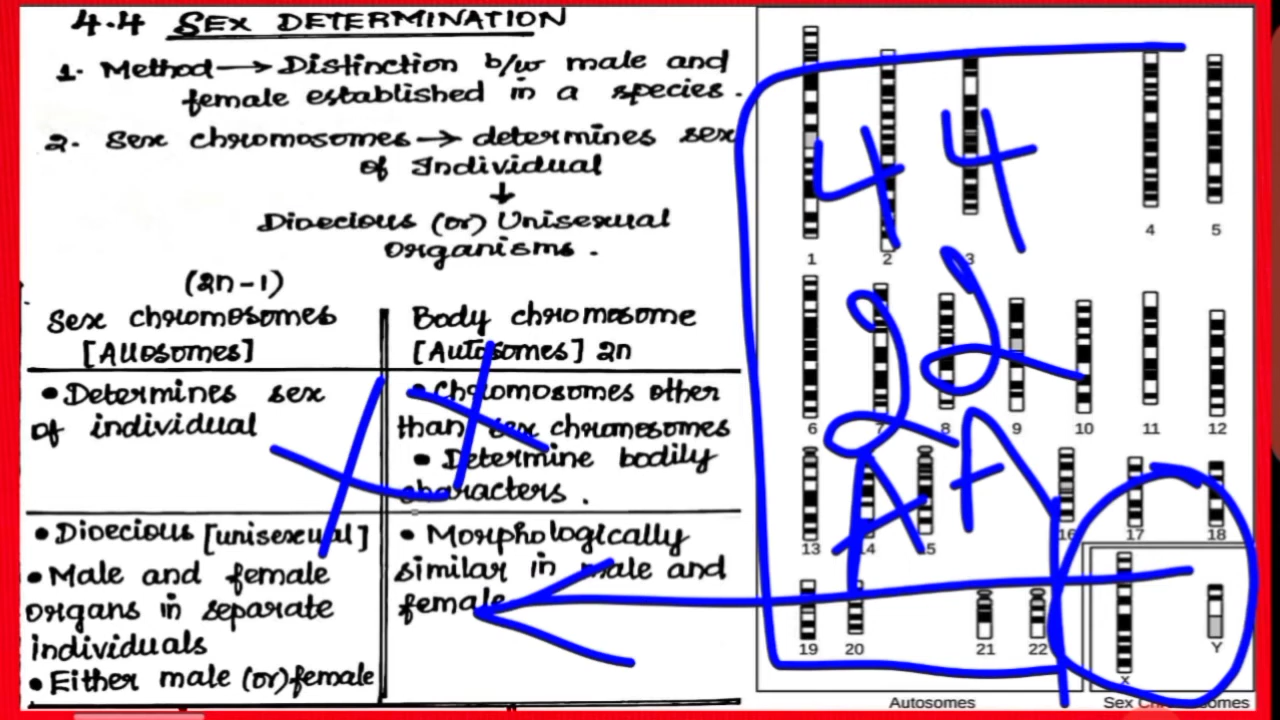 4.4 SEX DETERMINATION
1. Method → Distinction b/w male and
female established in a species.
2. Sex chromosomes → determines sex
of Individual
↓
Dioecious (or) Unisexual
Organisms.
(2n-1)
Sex chromosomes
[Allosomes]
• Determines sex
of individual
• Dioecious [unisexual]
• Male and female
organs in separate
individuals
• Either male (or) female
Body chromosome
[Autosomes] 2n
• Chromosomes other
than sex chromosomes
• Determine bodily
characters.
• Morphologically
similar in male and
female
44
1 2 3 4 5
6 7 8 9 10 11 12
13 14 15 16 17 18
19 20 21 22 X Y
Autosomes
Sex Chromosomes